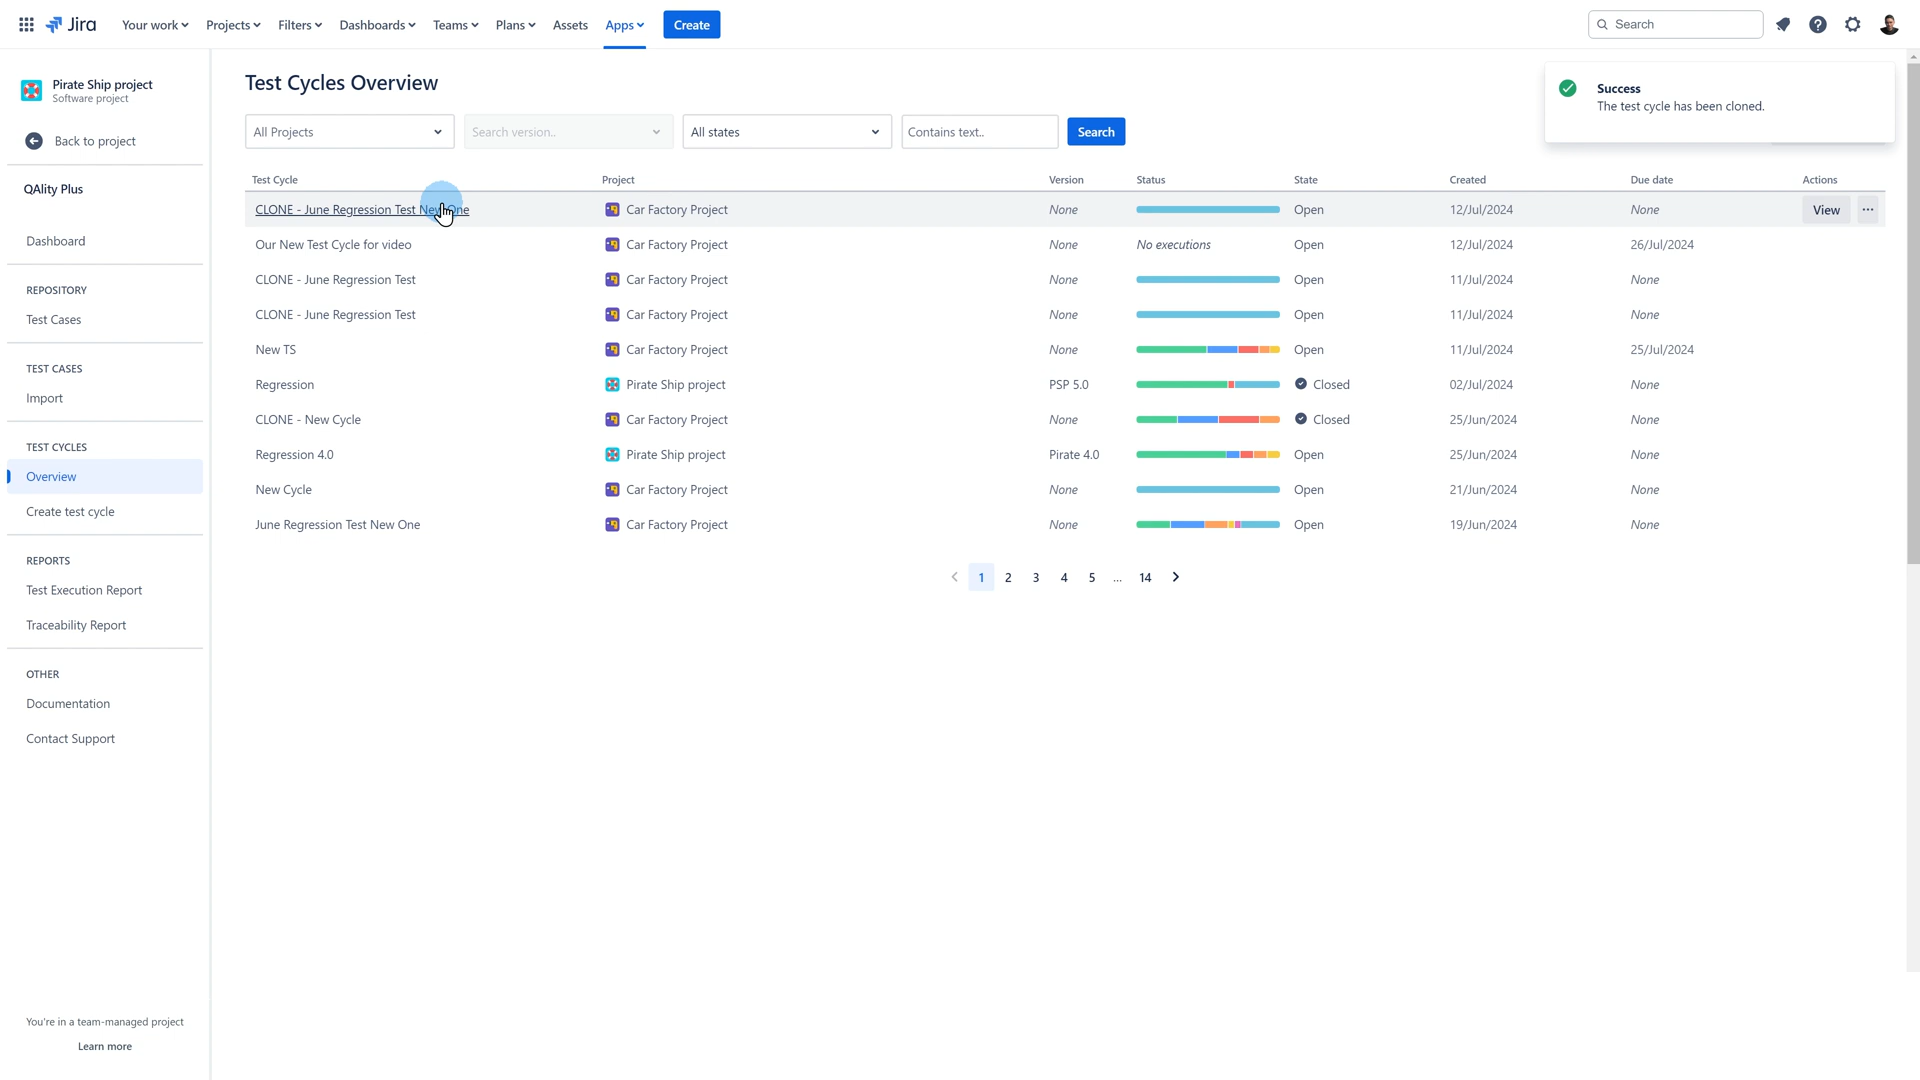 Jira Your work Projects Filters Dashboards Teams Plans Assets Apps Create Search
Pirate Ship project
Software project
Back to project
QAlity Plus
Dashboard
REPOSITORY
Test Cases
TEST CASES
Import
TEST CYCLES
Overview
Create test cycle
REPORTS
Test Execution Report
Traceability Report
OTHER
Documentation
Contact Support
You're in a team-managed project
Learn more
Test Cycles Overview
Success
The test cycle has been cloned.
All Projects Search version.. All states Contains text.. Search
Test Cycle Project Version Status State Created Due date Actions
CLONE - June Regression Test New One Car Factory Project None Open 12/Jul/2024 None View ...
Our New Test Cycle for video Car Factory Project None No executions Open 12/Jul/2024 26/Jul/2024
CLONE - June Regression Test Car Factory Project None Open 11/Jul/2024 None
CLONE - June Regression Test Car Factory Project None Open 11/Jul/2024 None
New TS Car Factory Project None Open 11/Jul/2024 25/Jul/2024
Regression Pirate Ship project PSP 5.0 Closed 02/Jul/2024 None
CLONE - New Cycle Car Factory Project None Closed 25/Jun/2024 None
Regression 4.0 Pirate Ship project Pirate 4.0 Open 25/Jun/2024 None
New Cycle Car Factory Project None Open 21/Jun/2024 None
June Regression Test New One Car Factory Project None Open 19/Jun/2024 None
1 2 3 4 5 ... 14